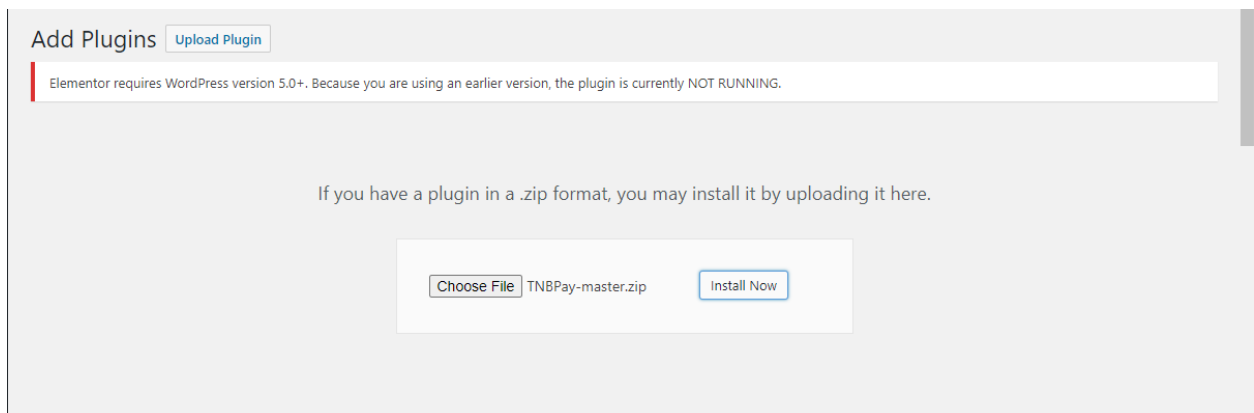 Add Plugins Upload Plugin
Elementor requires WordPress version 5.0+. Because you are using an earlier version, the plugin is currently NOT RUNNING.
If you have a plugin in a .zip format, you may install it by uploading it here.
Choose File TNBPay-master.zip Install Now